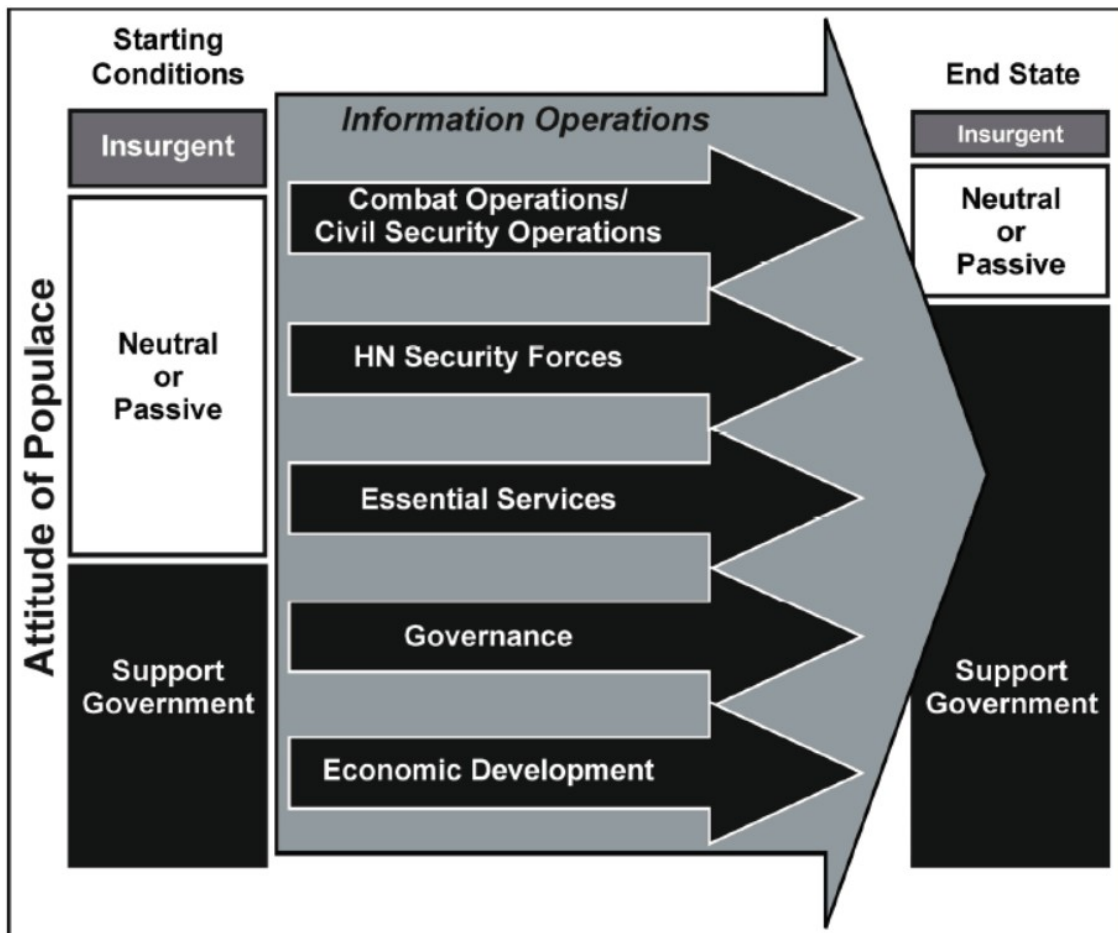 Starting
Conditions
End State
Attitude of Populace
Insurgent
Neutral
or
Passive
Support
Government
Information Operations
Combat Operations/
Civil Security Operations
HN Security Forces
Essential Services
Governance
Economic Development
Insurgent
Neutral
or
Passive
Support
Government